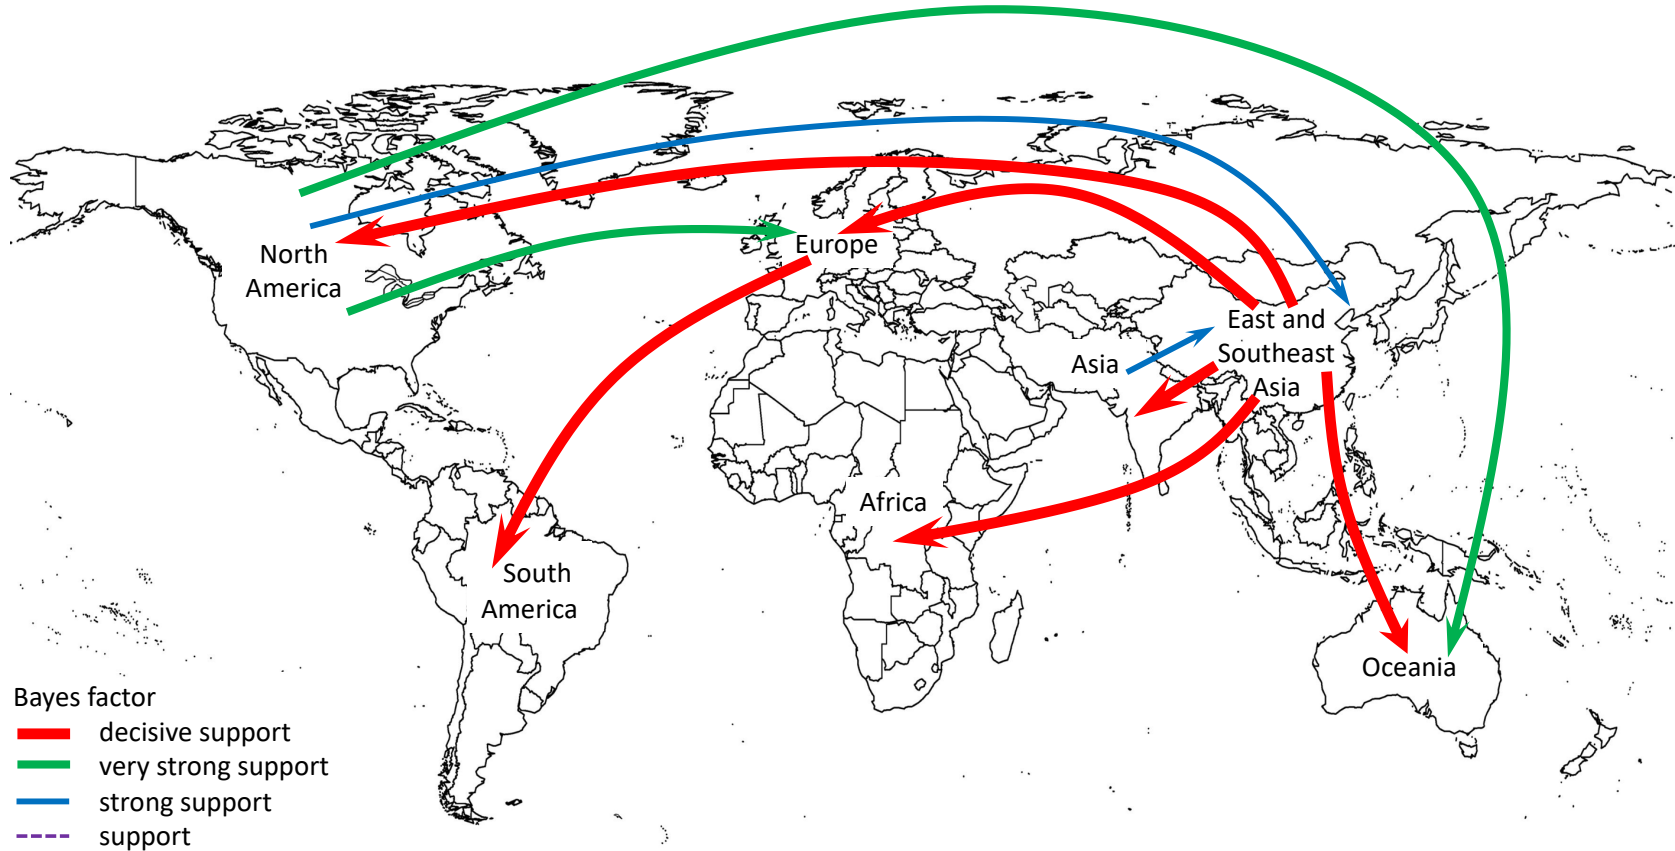 North
America
Europe
East and
Southeast
Asia
Asia
Africa
South
America
Oceania
Bayes factor
decisive support
very strong support
strong support
support